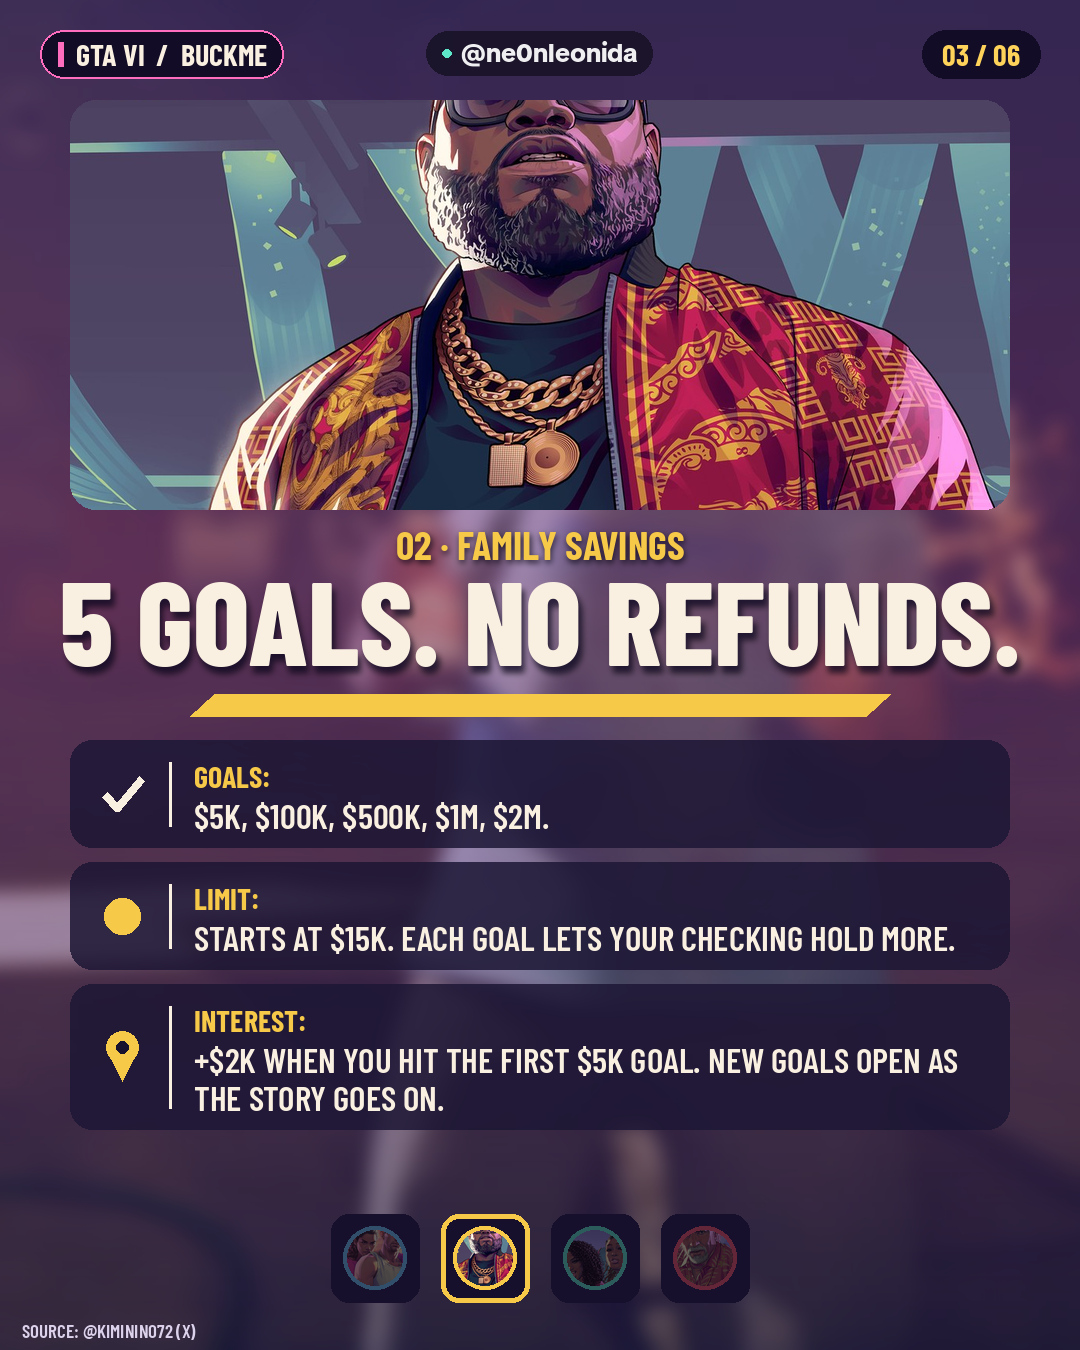 GTA VI / BUCKME
@ne0nleonida
03 / 06
02 · FAMILY SAVINGS
5 GOALS. NO REFUNDS.
GOALS:
$5K, $100K, $500K, $1M, $2M.
LIMIT:
STARTS AT $15K. EACH GOAL LETS YOUR CHECKING HOLD MORE.
INTEREST:
+$2K WHEN YOU HIT THE FIRST $5K GOAL. NEW GOALS OPEN AS
THE STORY GOES ON.
SOURCE: @KIMININO72 (X)